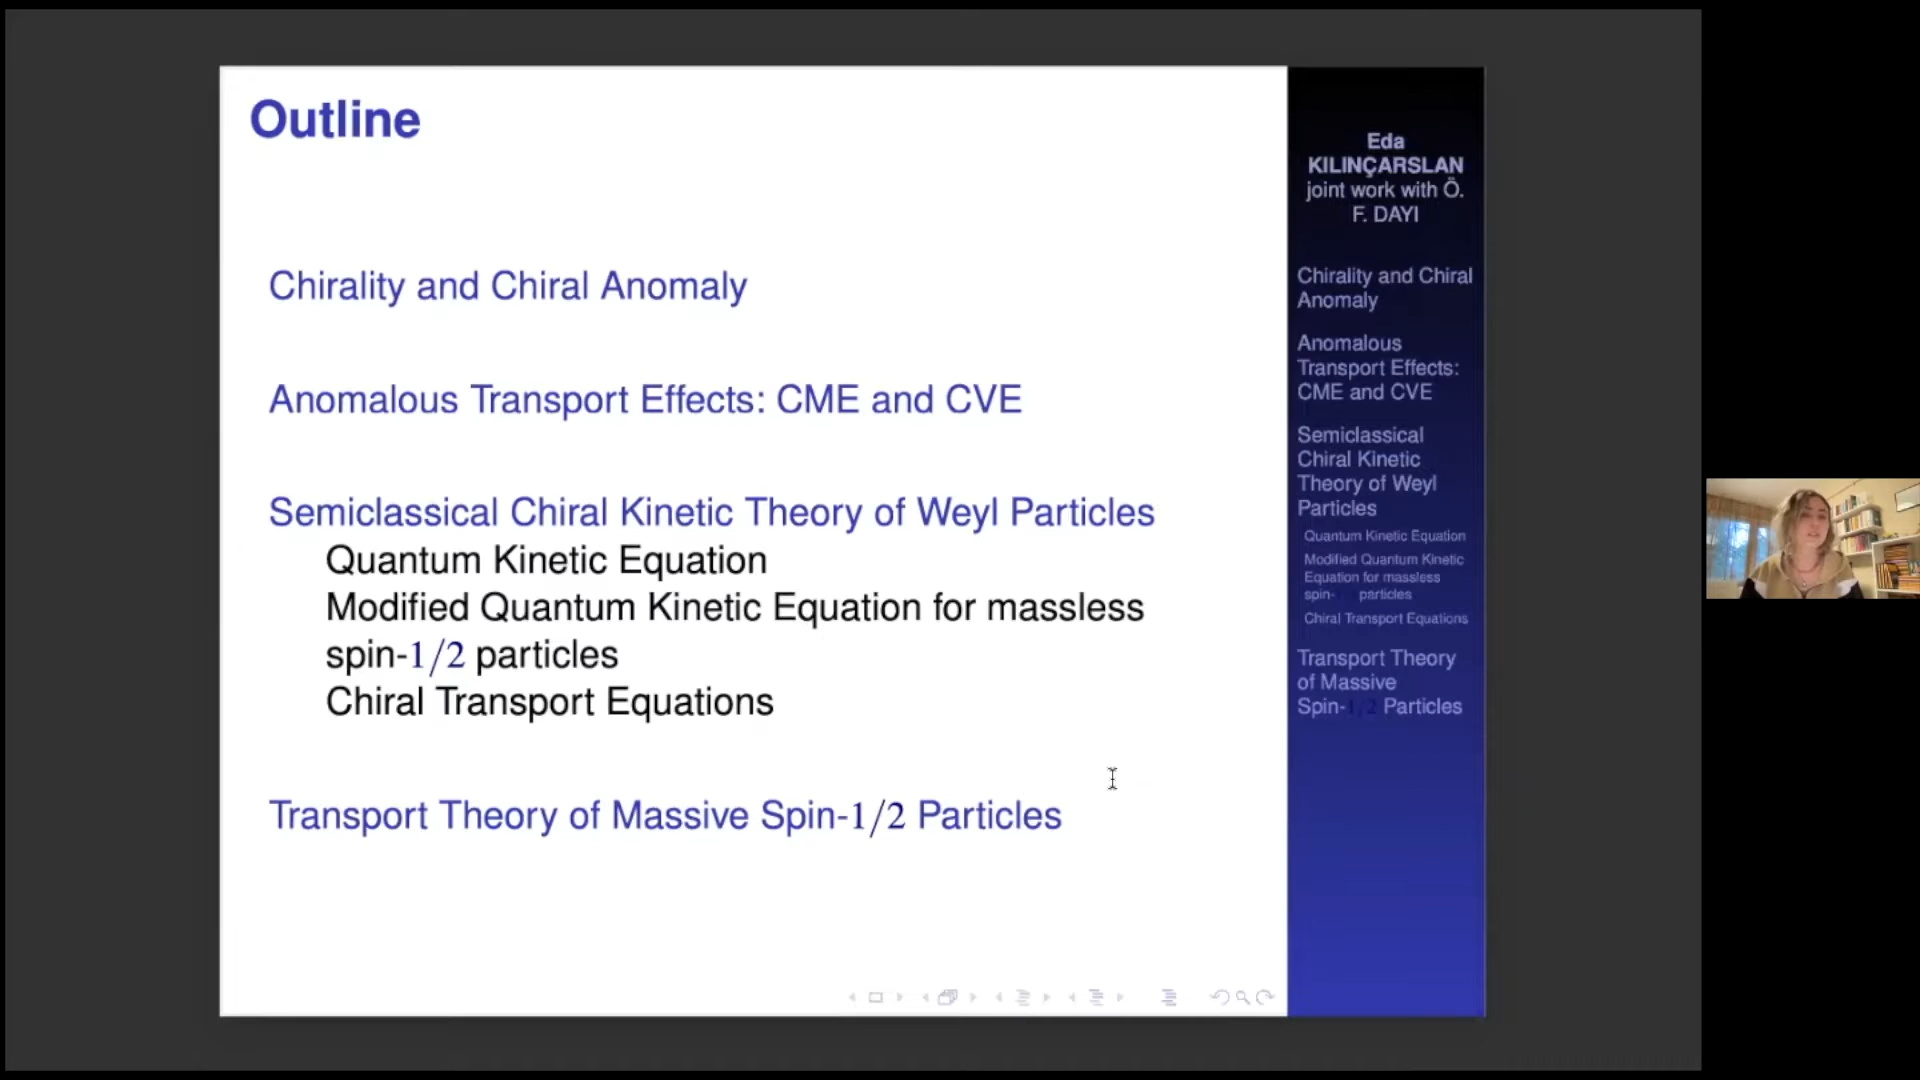 Outline
Chirality and Chiral Anomaly
Anomalous Transport Effects: CME and CVE
Semiclassical Chiral Kinetic Theory of Weyl Particles
Quantum Kinetic Equation
Modified Quantum Kinetic Equation for massless
spin-1/2 particles
Chiral Transport Equations
Transport Theory of Massive Spin-1/2 Particles
Eda
KILINÇARSLAN
joint work with Ö.
F. DAYI
Chirality and Chiral
Anomaly
Anomalous
Transport Effects:
CME and CVE
Semiclassical
Chiral Kinetic
Theory of Weyl
Particles
Quantum Kinetic Equation
Modified Quantum Kinetic
Equation for massless
spin- particles
Chiral Transport Equations
Transport Theory
of Massive
Spin-1/2 Particles